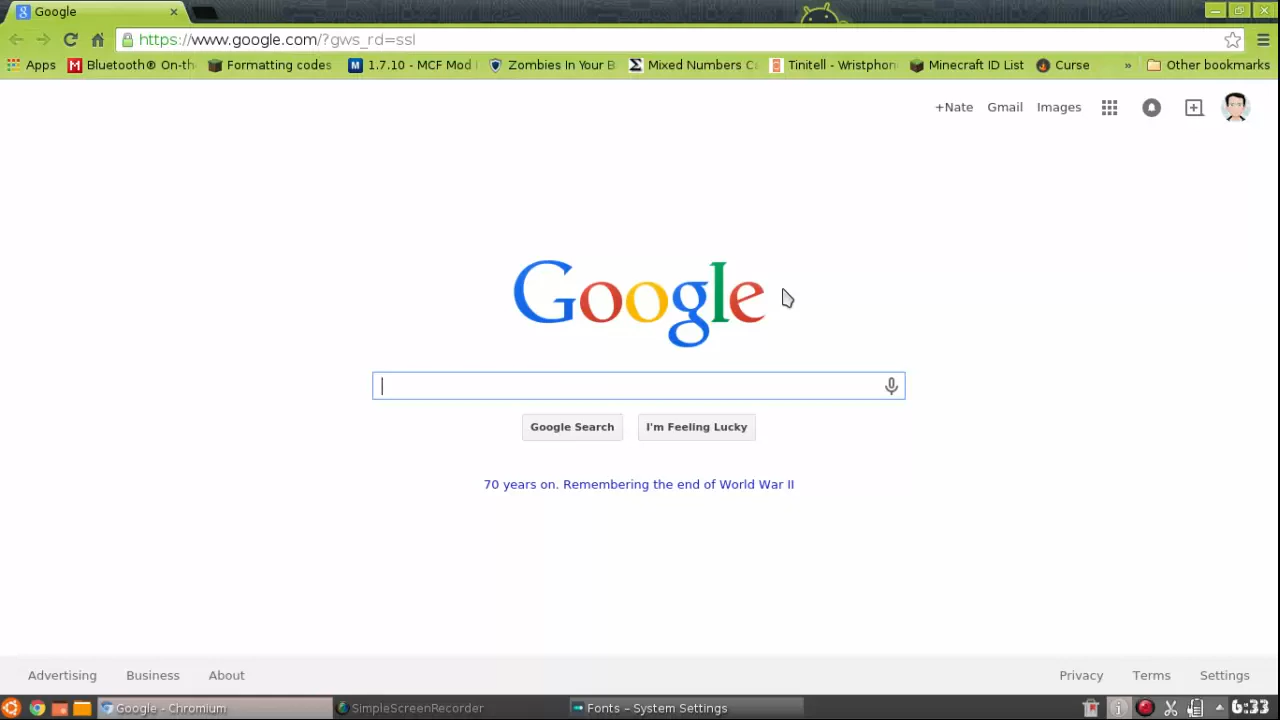 Google
https://www.google.com/?gws_rd=ssl
Apps Bluetooth® On-th Formatting codes 1.7.10 - MCF Mod Zombies In Your B Mixed Numbers C Tinitell - Wristphon Minecraft ID List Curse » Other bookmarks
+Nate Gmail Images
Google
Google Search I'm Feeling Lucky
70 years on. Remembering the end of World War II
Advertising Business About Privacy Terms Settings
Google - Chromium SimpleScreenRecorder Fonts – System Settings 6:33